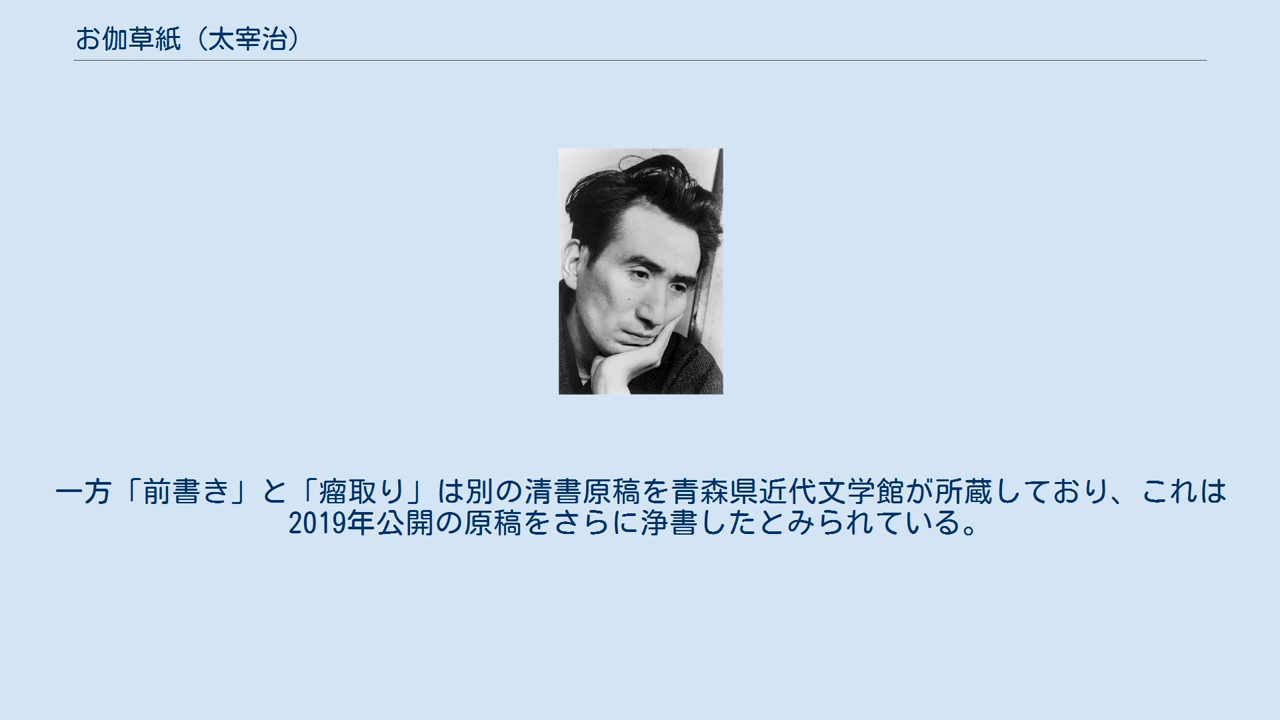 お伽草紙（太宰治）
一方「前書き」と「瘤取り」は別の清書原稿を青森県近代文学館が所蔵しており、これは
2019年公開の原稿をさらに浄書したとみられている。